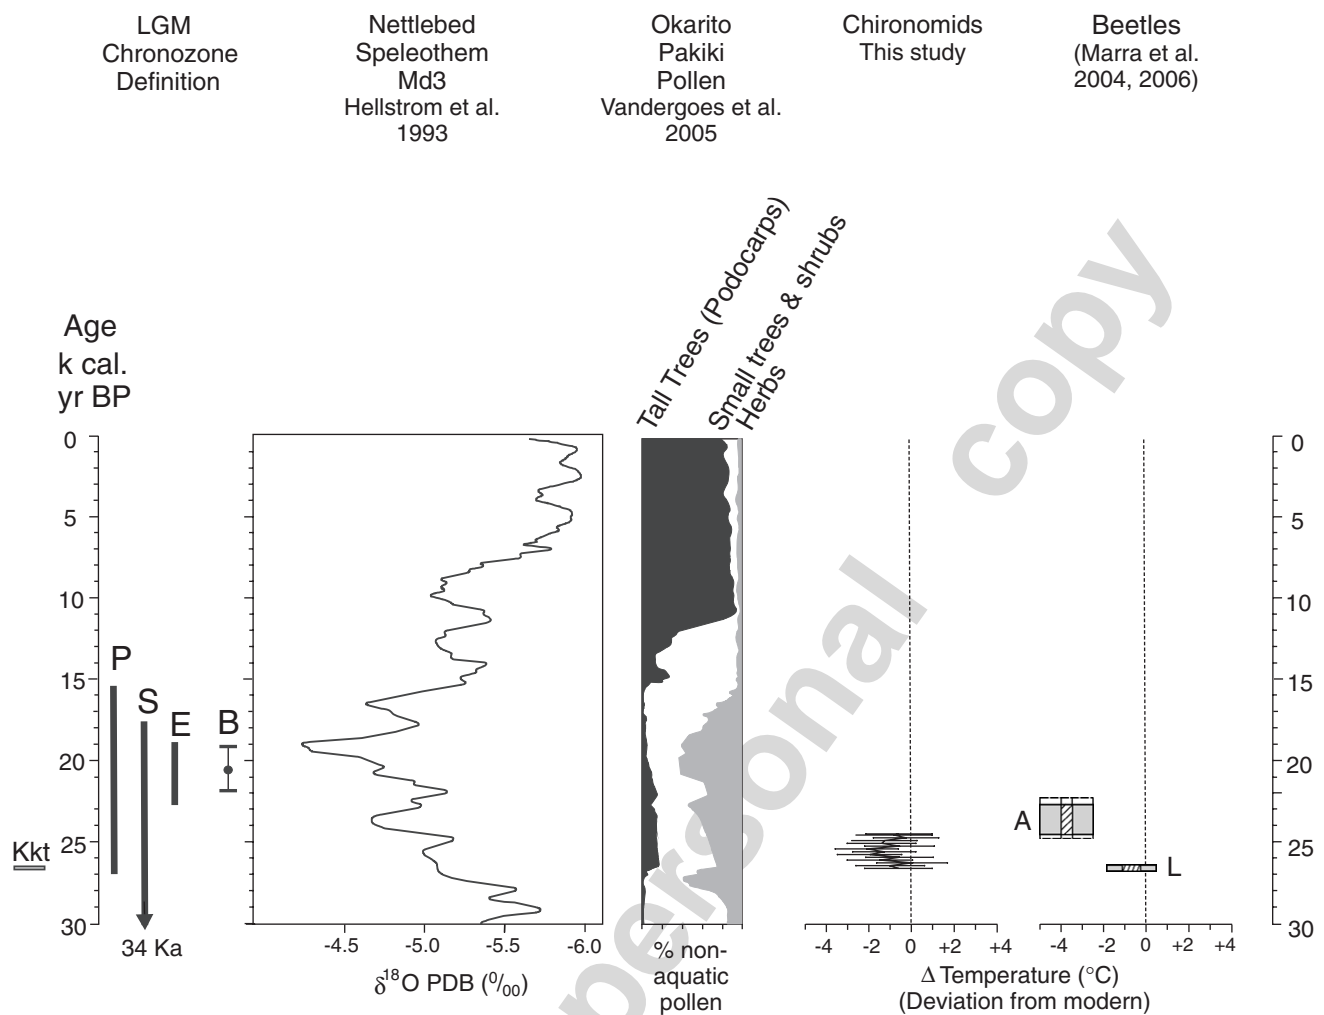 LGM
Chronozone
Definition
Nettlebed
Speleothem
Md3
Hellstrom et al.
1993
Okarito
Pakiki
Pollen
Vandergoes et al.
2005
Chironomids
This study
Beetles
(Marra et al.
2004, 2006)
Tall Trees (Podocarps)
Small trees & shrubs
Herbs
Age
k cal.
yr BP
0
5
10
15
20
25
30
P
S
E
B
Kkt
34 Ka
-4.5 -5.0 -5.5 -6.0
δ18O PDB (0/00)
% non-
aquatic
pollen
A
L
-4 -2 0 +2 +4
-4 -2 0 +2 +4
Δ Temperature (°C)
(Deviation from modern)
0
5
10
15
20
25
30
personal copy